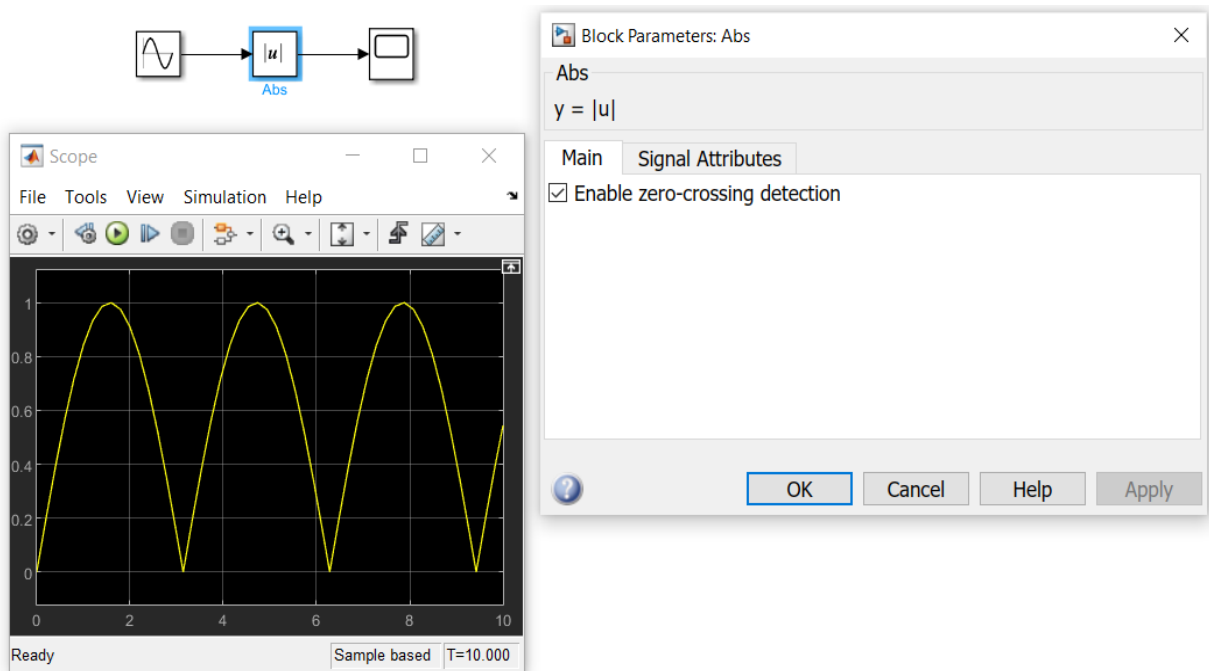 |u|
Abs
Scope
File Tools View Simulation Help
1
0.8
0.6
0.4
0.2
0
0 2 4 6 8 10
Ready
Sample based T=10.000
Block Parameters: Abs
Abs
y = |u|
Main Signal Attributes
Enable zero-crossing detection
?
OK Cancel Help Apply